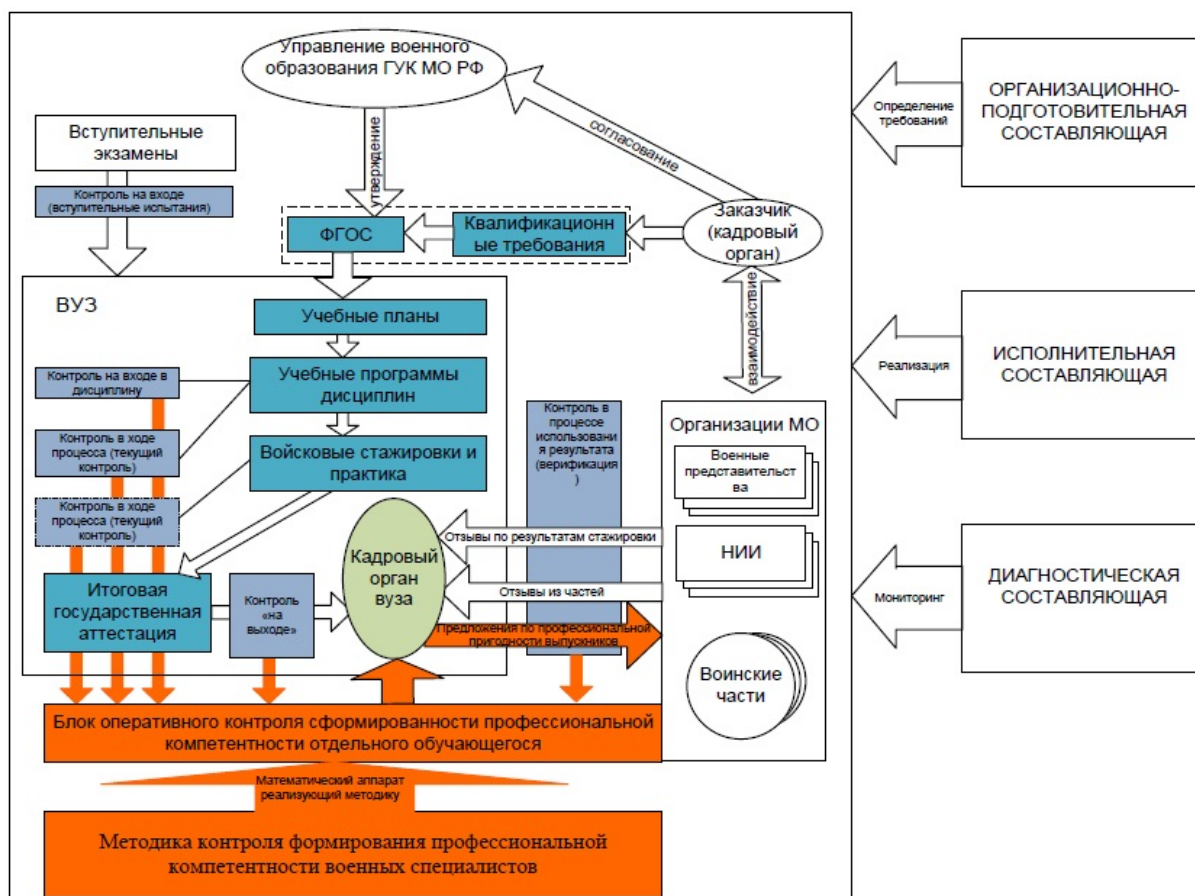 Управление военного
образования ГУК МО РФ
Вступительные
экзамены
Контроль на входе
(вступительные испытания)
утверждение
согласование
ФГОС
Квалификационн
ые требования
Заказчик
(кадровый
орган)
взаимодействие
ВУЗ
Учебные планы
Учебные программы
дисциплин
Войсковые стажировки и
практика
Контроль на входе в
дисциплину
Контроль в ходе
процесса (текущий
контроль)
Контроль в ходе
процесса (текущий
контроль)
Итоговая
государственная
аттестация
Контроль
«на
выходе»
Кадровый
орган
вуза
Контроль в
процессе
использовани
я результата
(верификация
)
Отзывы по результатам стажировки
Отзывы из частей
Предложения по профессиональной
пригодности выпускников
Организации МО
Военные
представительст
ва
НИИ
Воинские
части
Блок оперативного контроля сформированности профессиональной
компетентности отдельного обучающегося
Математический аппарат
реализующий методику
Методика контроля формирования профессиональной
компетентности военных специалистов
Определение
требований
ОРГАНИЗАЦИОННО-
ПОДГОТОВИТЕЛЬНАЯ
СОСТАВЛЯЮЩАЯ
Реализация
ИСПОЛНИТЕЛЬНАЯ
СОСТАВЛЯЮЩАЯ
Мониторинг
ДИАГНОСТИЧЕСКАЯ
СОСТАВЛЯЮЩАЯ